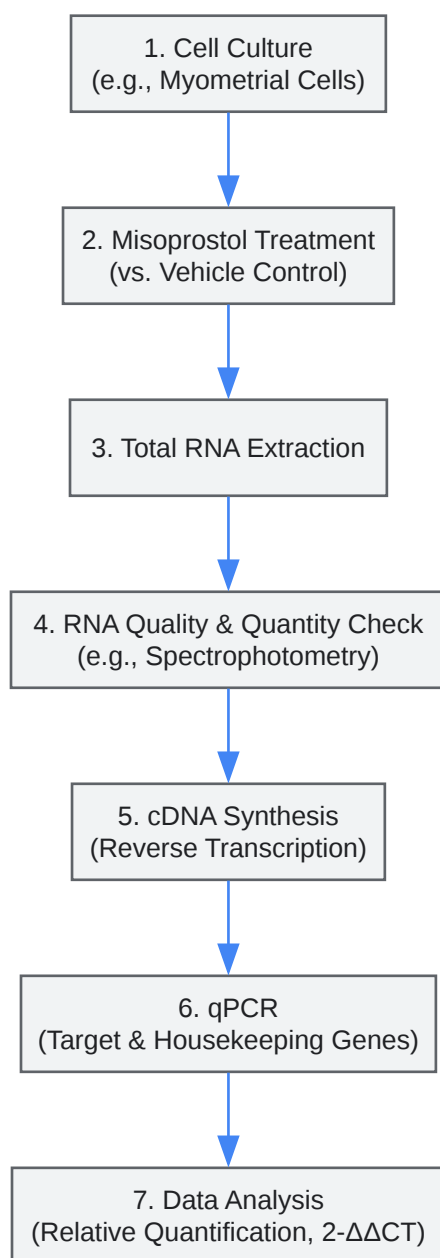 1. Cell Culture
(e.g., Myometrial Cells)
2. Misoprostol Treatment
(vs. Vehicle Control)
3. Total RNA Extraction
4. RNA Quality & Quantity Check
(e.g., Spectrophotometry)
5. cDNA Synthesis
(Reverse Transcription)
6. qPCR
(Target & Housekeeping Genes)
7. Data Analysis
(Relative Quantification, 2-ΔΔCT)